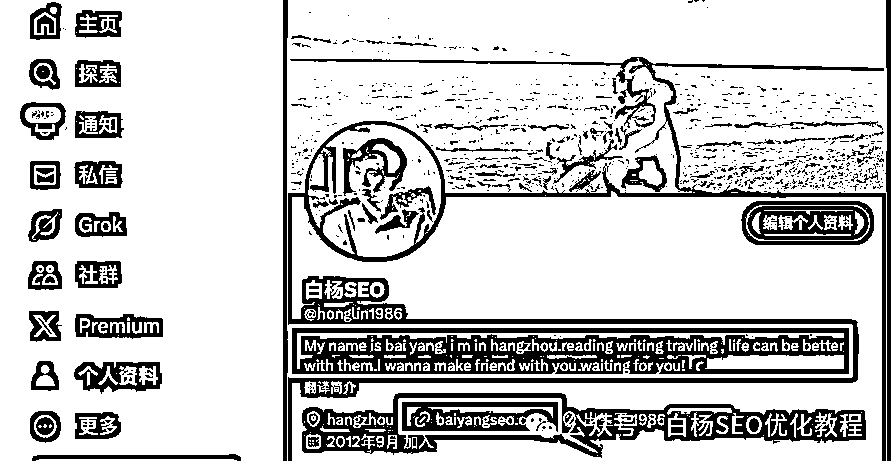 主页
探索
通知
私信
Grok
社群
Premium
个人资料
更多
编辑个人资料
白杨SEO
@honglin1986
My name is bai yang, i m in hangzhou.reading writing travling , life can be better
with them.I wanna make friend with you.waiting for you!
翻译简介
hangzhou baiyangseo.c
2012年9月 加入
公众号 · 白杨SEO优化教程